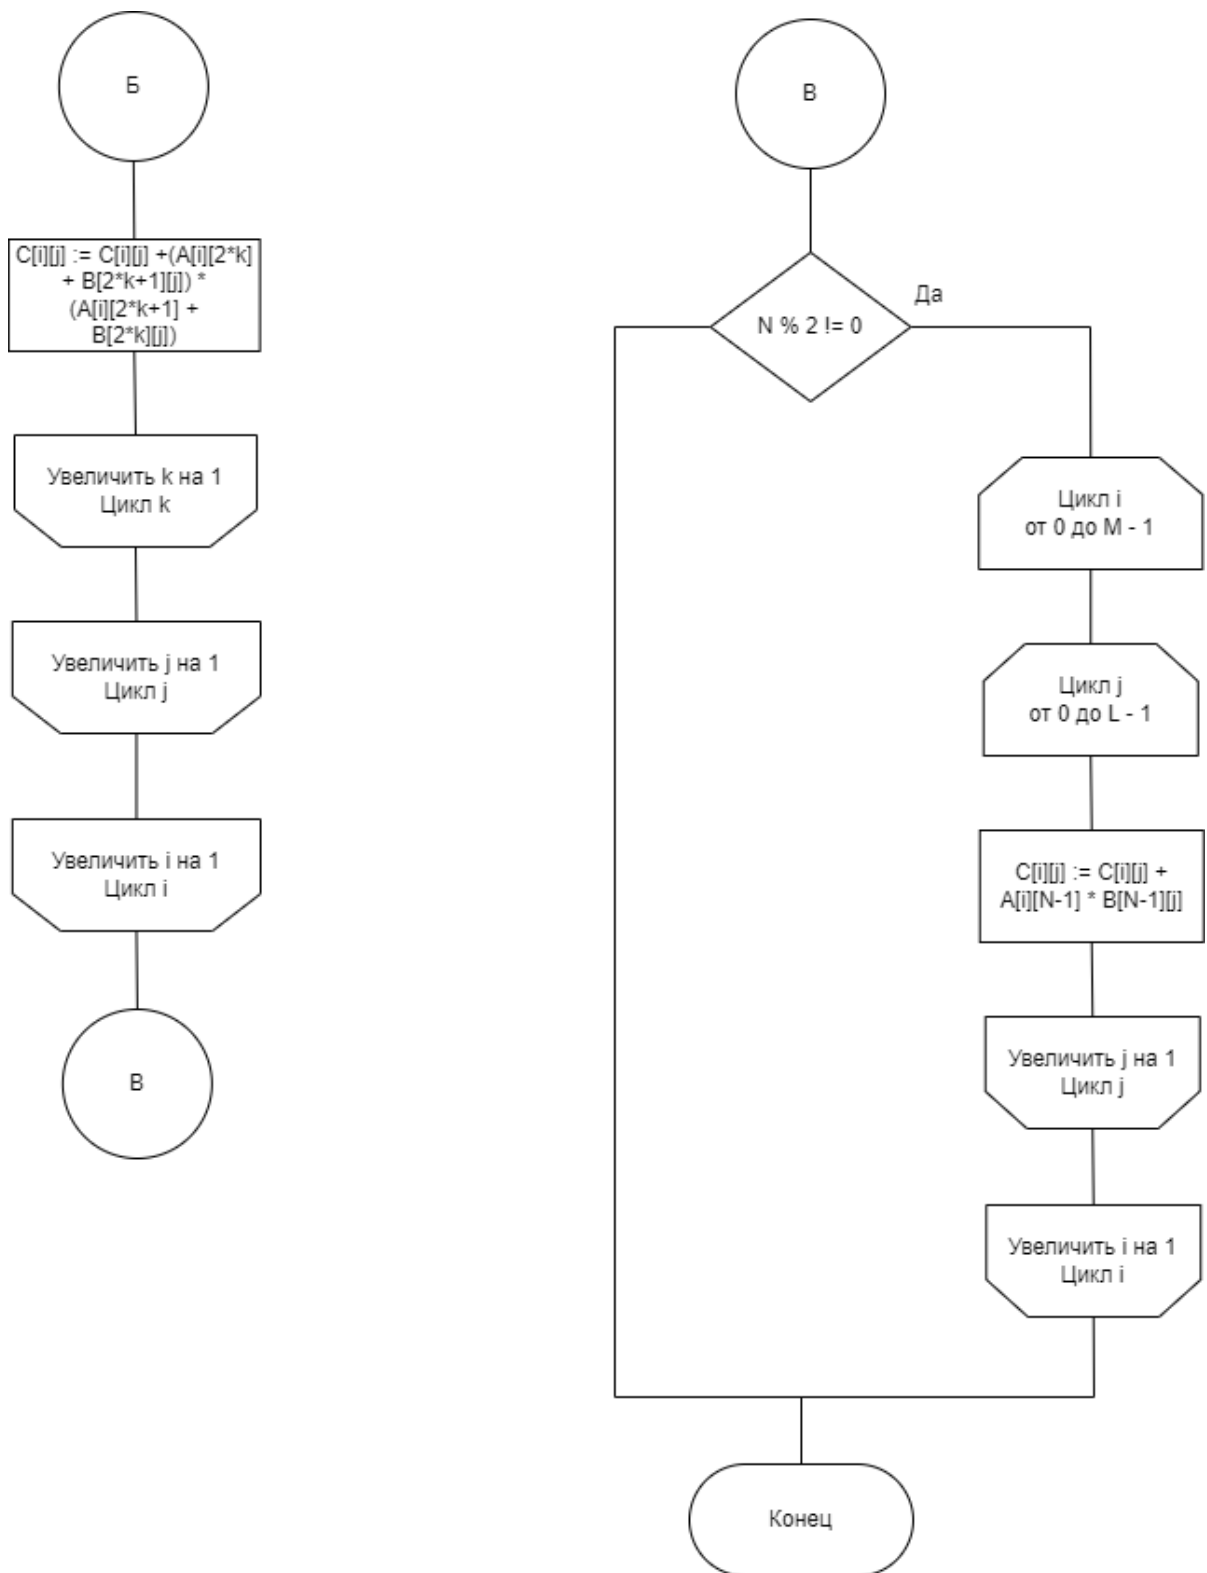 Б
C[i][j] := C[i][j] +(A[i][2*k]
+ B[2*k+1][j]) *
(A[i][2*k+1] +
B[2*k][j])
Увеличить k на 1
Цикл k
Увеличить j на 1
Цикл j
Увеличить i на 1
Цикл i
В
В
N % 2 != 0
Да
Цикл i
от 0 до M - 1
Цикл j
от 0 до L - 1
C[i][j] := C[i][j] +
A[i][N-1] * B[N-1][j]
Увеличить j на 1
Цикл j
Увеличить i на 1
Цикл i
Конец